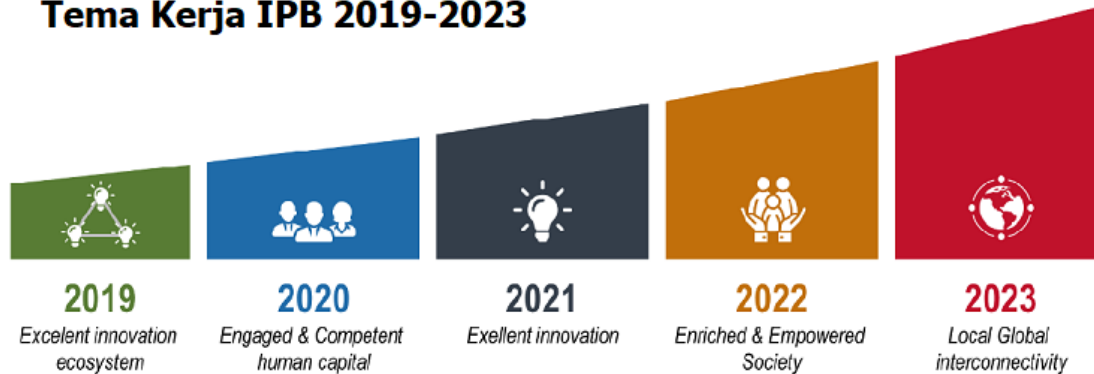 Tema Kerja IPB 2019-2023
2019
Excelent innovation
ecosystem
2020
Engaged & Competent
human capital
2021
Exellent innovation
2022
Enriched & Empowered
Society
2023
Local Global
interconnectivity